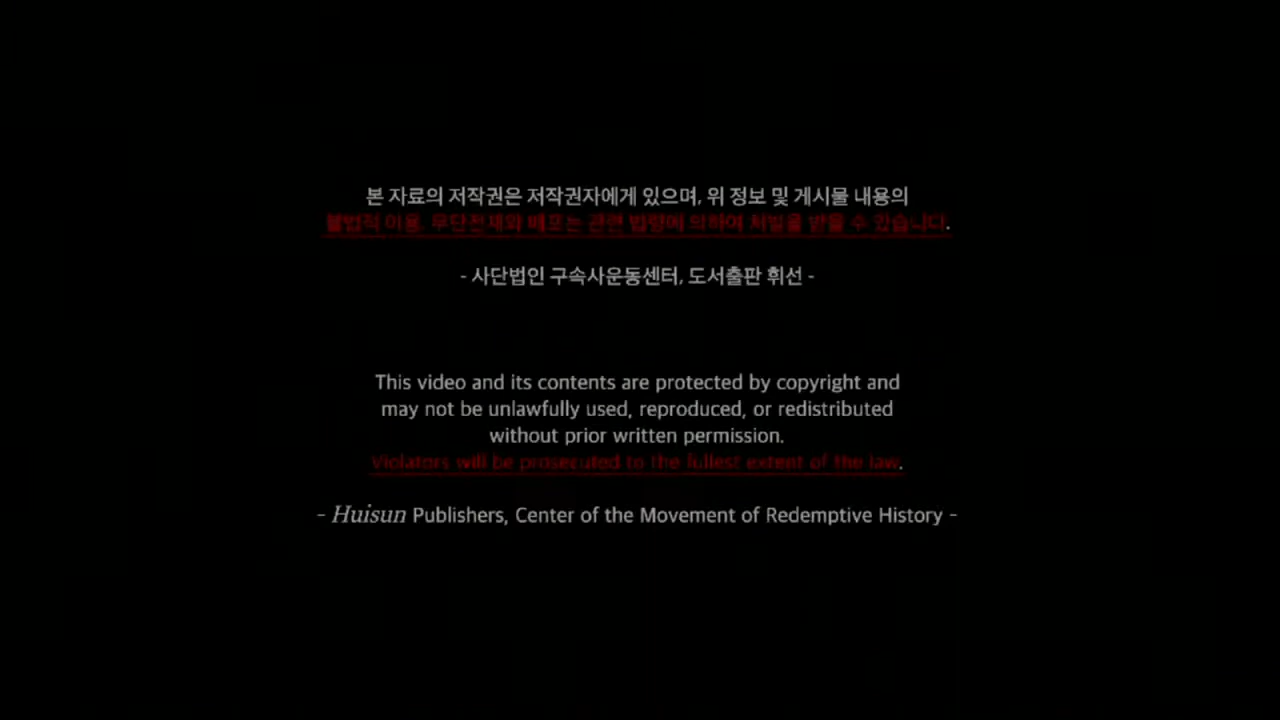 본 자료의 저작권은 저작권자에게 있으며, 위 정보 및 게시물 내용의
불법적 이용, 무단전재와 배포는 관련 법령에 의하여 처벌을 받을 수 있습니다.
- 사단법인 구속사운동센터, 도서출판 휘선 -
This video and its contents are protected by copyright and
may not be unlawfully used, reproduced, or redistributed
without prior written permission.
Violators will be prosecuted to the fullest extent of the law.
- Huisun Publishers, Center of the Movement of Redemptive History -